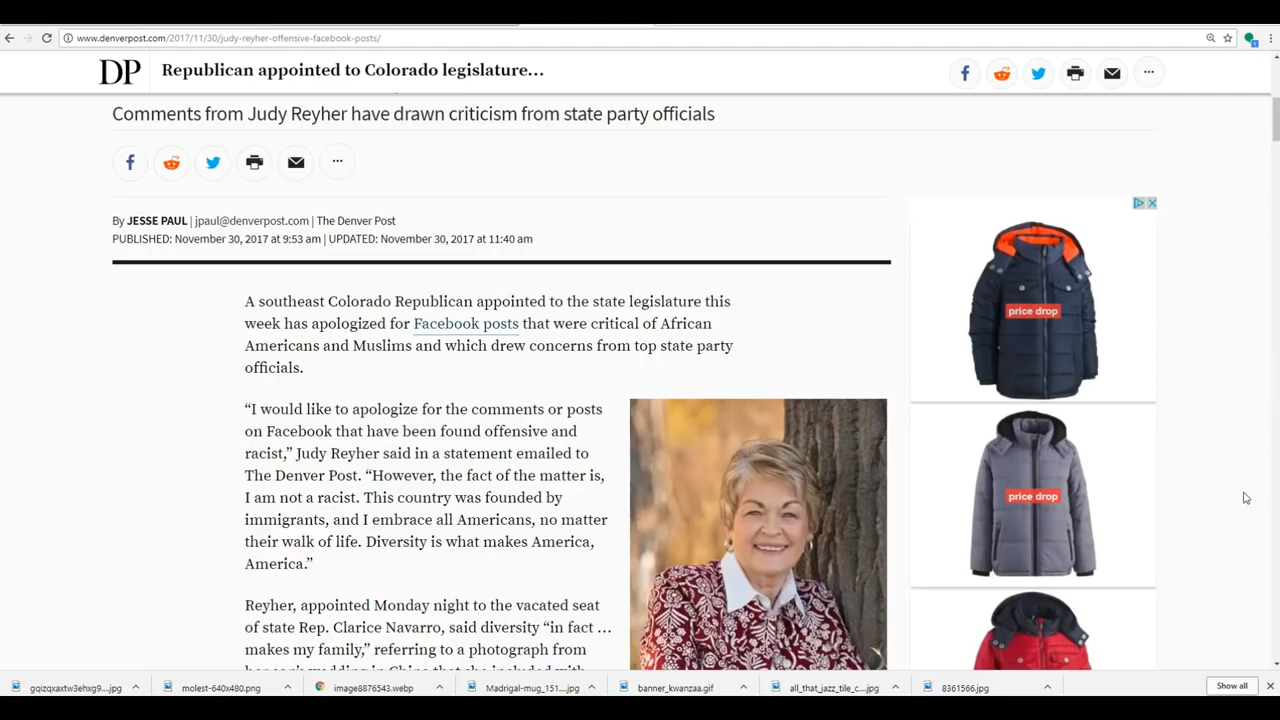 www.denverpost.com/2017/11/30/judy-reyher-offensive-facebook-posts/
DP Republican appointed to Colorado legislature...
Comments from Judy Reyher have drawn criticism from state party officials
By JESSE PAUL | jpaul@denverpost.com | The Denver Post
PUBLISHED: November 30, 2017 at 9:53 am | UPDATED: November 30, 2017 at 11:40 am
A southeast Colorado Republican appointed to the state legislature this
week has apologized for Facebook posts that were critical of African
Americans and Muslims and which drew concerns from top state party
officials.
“I would like to apologize for the comments or posts
on Facebook that have been found offensive and
racist,” Judy Reyher said in a statement emailed to
The Denver Post. “However, the fact of the matter is,
I am not a racist. This country was founded by
immigrants, and I embrace all Americans, no matter
their walk of life. Diversity is what makes America,
America.”
Reyher, appointed Monday night to the vacated seat
of state Rep. Clarice Navarro, said diversity “in fact …
makes my family,” referring to a photograph from
price drop
price drop
gqizqxaxtw3ehxg9....jpg
molest-640x480.png
image8876543.webp
Madrigal-mug_151....jpg
banner_kwanzaa.gif
all_that_jazz_tile_c....jpg
8361566.jpg
Show all